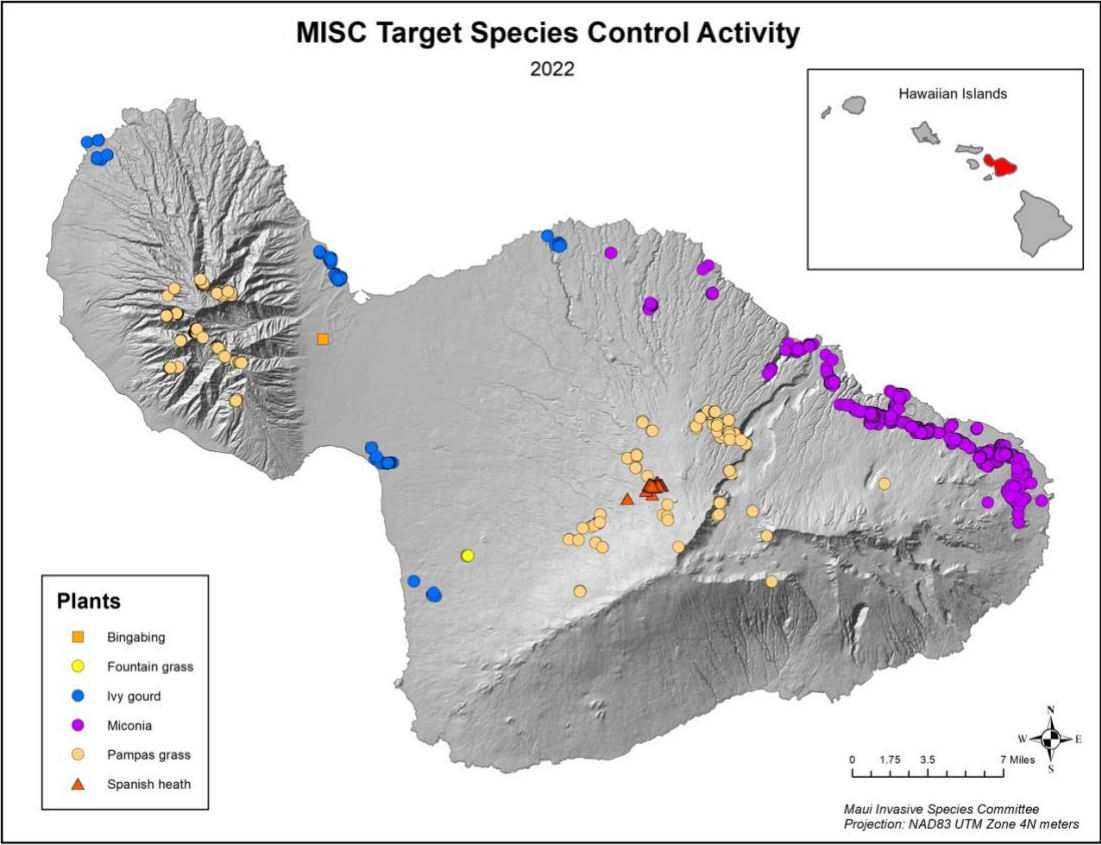 MISC Target Species Control Activity
2022
Hawaiian Islands
Plants
Bingabing
Fountain grass
Ivy gourd
Miconia
Pampas grass
Spanish heath
N
W E
S
0 1.75 3.5 7 Miles
Maui Invasive Species Committee
Projection: NAD83 UTM Zone 4N meters